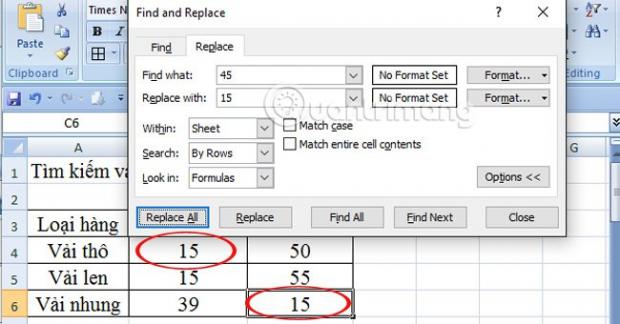 Times N
Find and Replace
Paste
B I
Clipboard
Editing
Find Replace
Find what: 45 No Format Set Format...
Replace with: 15 No Format Set Format...
Quantrimang
Within: Sheet Match case
Match entire cell contents
Search: By Rows
Look in: Formulas
Options <<
Replace All Replace Find All Find Next Close
C6
A G
1 Tìm kiếm và
2
3 Loại hàng
4 Vải thô 15 50
5 Vải len 15 55
6 Vải nhung 39 15